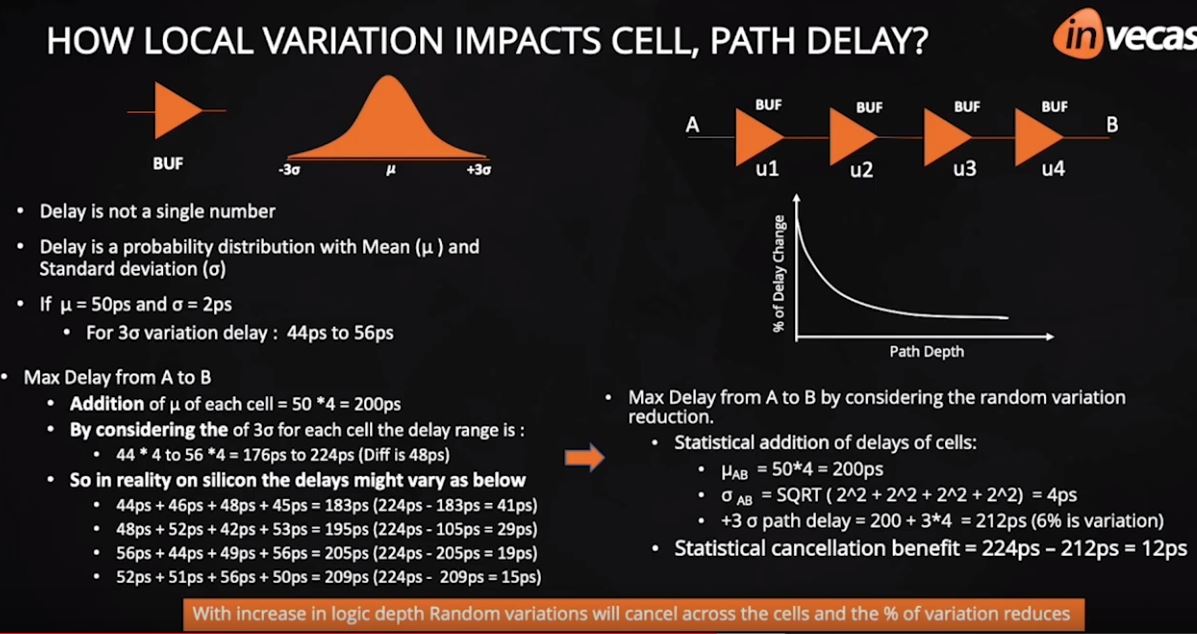 HOW LOCAL VARIATION IMPACTS CELL, PATH DELAY?
invecas
BUF
-3σ
μ
+3σ
• Delay is not a single number
• Delay is a probability distribution with Mean (μ ) and
Standard deviation (σ)
• If μ = 50ps and σ = 2ps
• For 3σ variation delay : 44ps to 56ps
• Max Delay from A to B
• Addition of μ of each cell = 50 *4 = 200ps
• By considering the of 3σ for each cell the delay range is :
• 44 * 4 to 56 *4 = 176ps to 224ps (Diff is 48ps)
• So in reality on silicon the delays might vary as below
• 44ps + 46ps + 48ps + 45ps = 183ps (224ps - 183ps = 41ps)
• 48ps + 52ps + 42ps + 53ps = 195ps (224ps - 105ps = 29ps)
• 56ps + 44ps + 49ps + 56ps = 205ps (224ps - 205ps = 19ps)
• 52ps + 51ps + 56ps + 50ps = 209ps (224ps - 209ps = 15ps)
A
BUF
BUF
BUF
BUF
B
u1
u2
u3
u4
% of Delay Change
Path Depth
• Max Delay from A to B by considering the random variation
reduction.
• Statistical addition of delays of cells:
• μAB = 50*4 = 200ps
• σ AB = SQRT ( 2^2 + 2^2 + 2^2 + 2^2) = 4ps
• +3 σ path delay = 200 + 3*4 = 212ps (6% is variation)
• Statistical cancellation benefit = 224ps – 212ps = 12ps
With increase in logic depth Random variations will cancel across the cells and the % of variation reduces